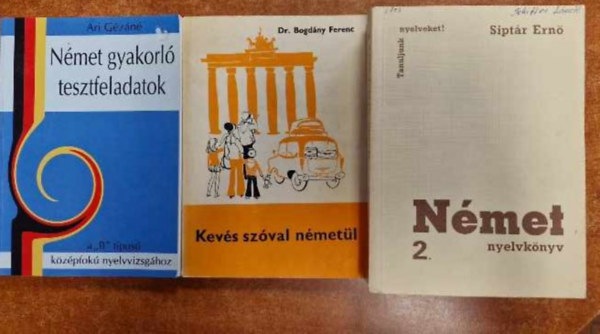 Ari Gézáné
Német gyakorló
tesztfeladatok
a „B” típusú
középfokú nyelvvizsgához
Dr. Bogdány Ferenc
Kevés szóval németül
Tanuljunk
nyelveket!
Siptár Ernő
Német
2.
nyelvkönyv